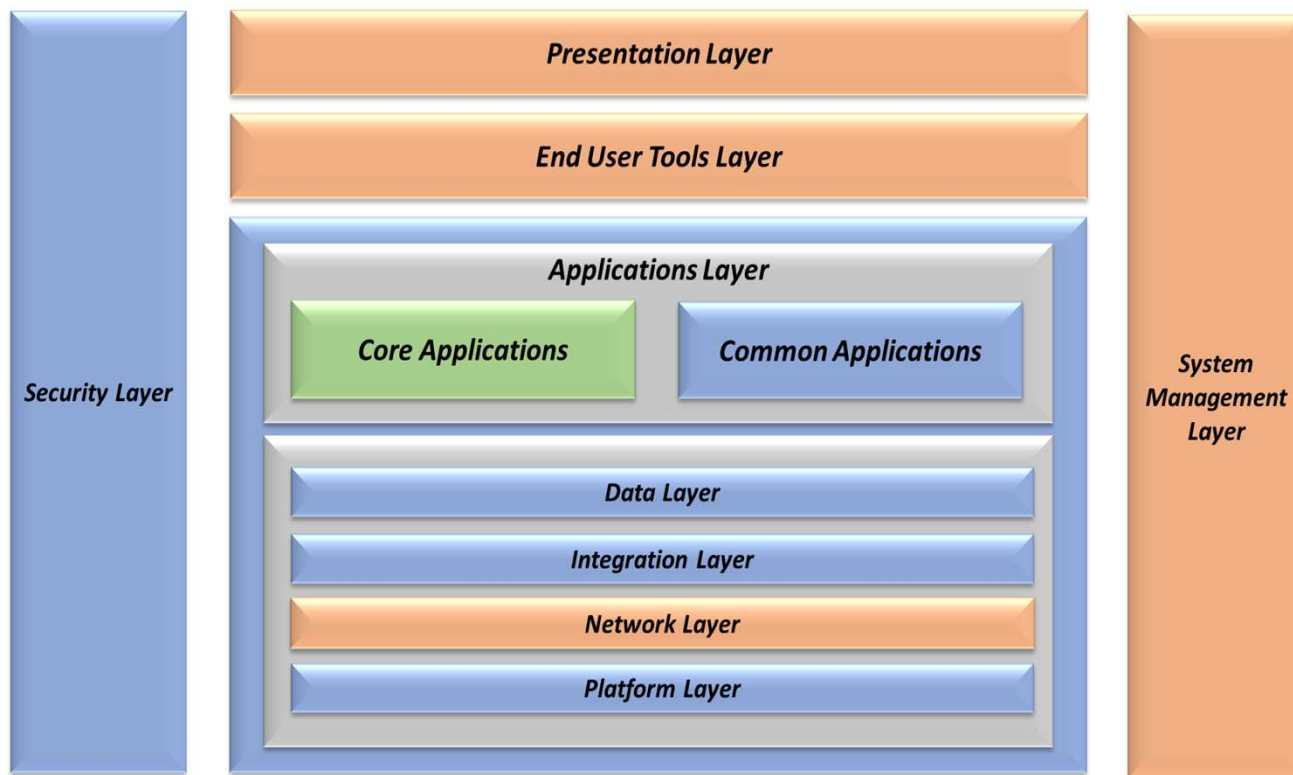 Presentation Layer
End User Tools Layer
Applications Layer
Core Applications
Common Applications
Security Layer
System
Management
Layer
Data Layer
Integration Layer
Network Layer
Platform Layer